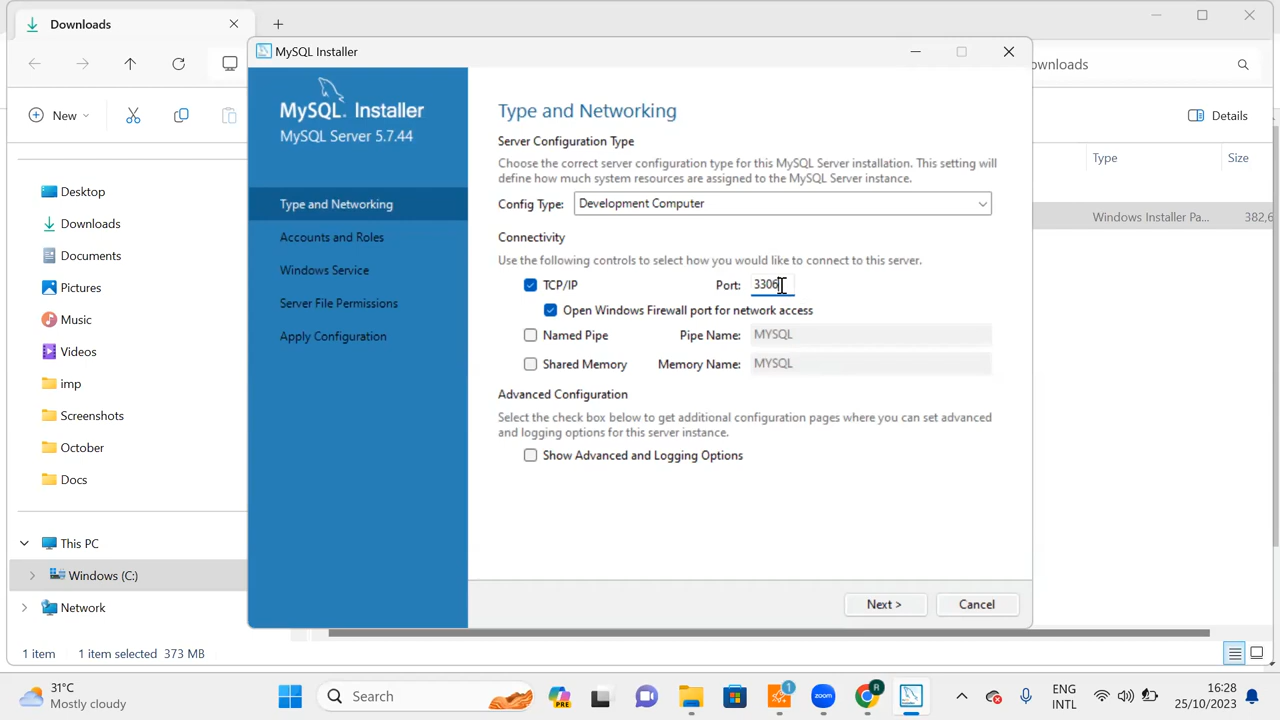 Downloads
MySQL Installer
ownloads
New
Details
MySQL. Installer
MySQL Server 5.7.44
Type and Networking
Accounts and Roles
Windows Service
Server File Permissions
Apply Configuration
Type and Networking
Server Configuration Type
Choose the correct server configuration type for this MySQL Server installation. This setting will
define how much system resources are assigned to the MySQL Server instance.
Config Type: Development Computer
Connectivity
Use the following controls to select how you would like to connect to this server.
TCP/IP Port: 3306
Open Windows Firewall port for network access
Named Pipe Pipe Name: MYSQL
Shared Memory Memory Name: MYSQL
Advanced Configuration
Select the check box below to get additional configuration pages where you can set advanced
and logging options for this server instance.
Show Advanced and Logging Options
Next > Cancel
Type Size
Windows Installer Pa... 382,6
Desktop
Downloads
Documents
Pictures
Music
Videos
imp
Screenshots
October
Docs
This PC
Windows (C:)
Network
1 item 1 item selected 373 MB
31°C
Mostly cloudy
Search
PRE
1
zoom
R
ENG
INTL
16:28
25/10/2023